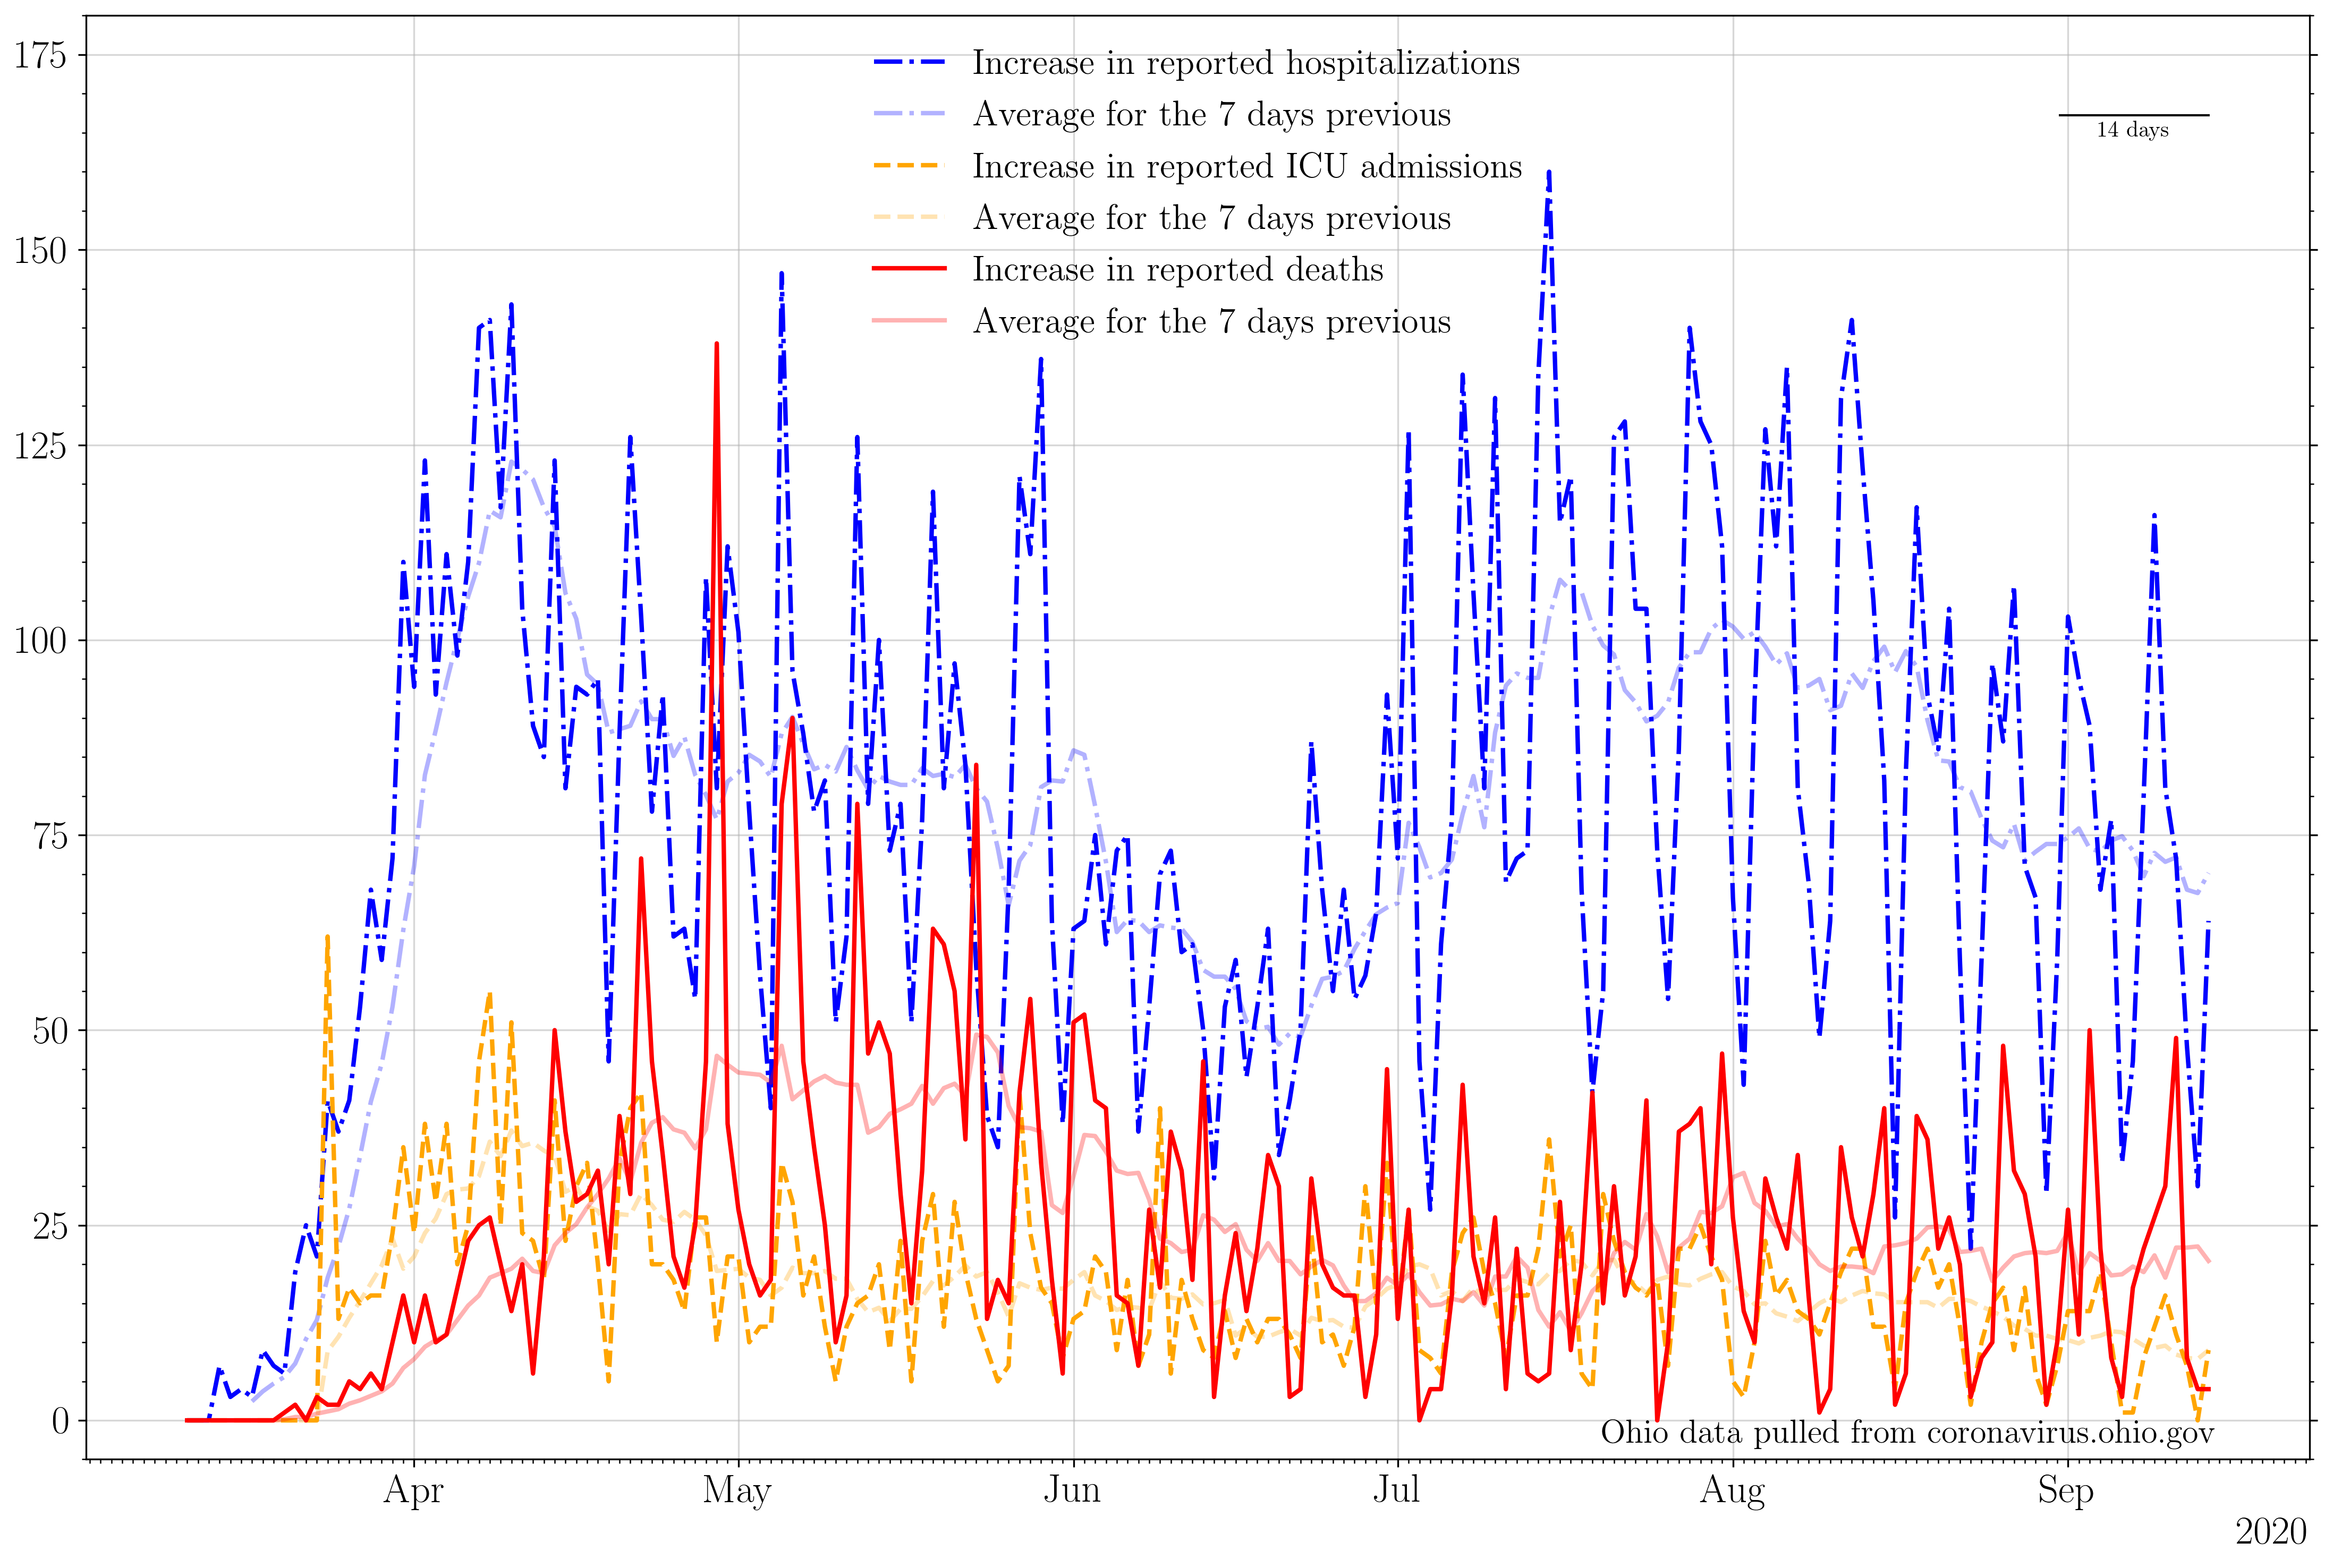 175
150
125
100
75
50
25
0
Increase in reported hospitalizations
Average for the 7 days previous
Increase in reported ICU admissions
Average for the 7 days previous
Increase in reported deaths
Average for the 7 days previous
14 days
Ohio data pulled from coronavirus.ohio.gov
Apr May Jun Jul Aug Sep
2020